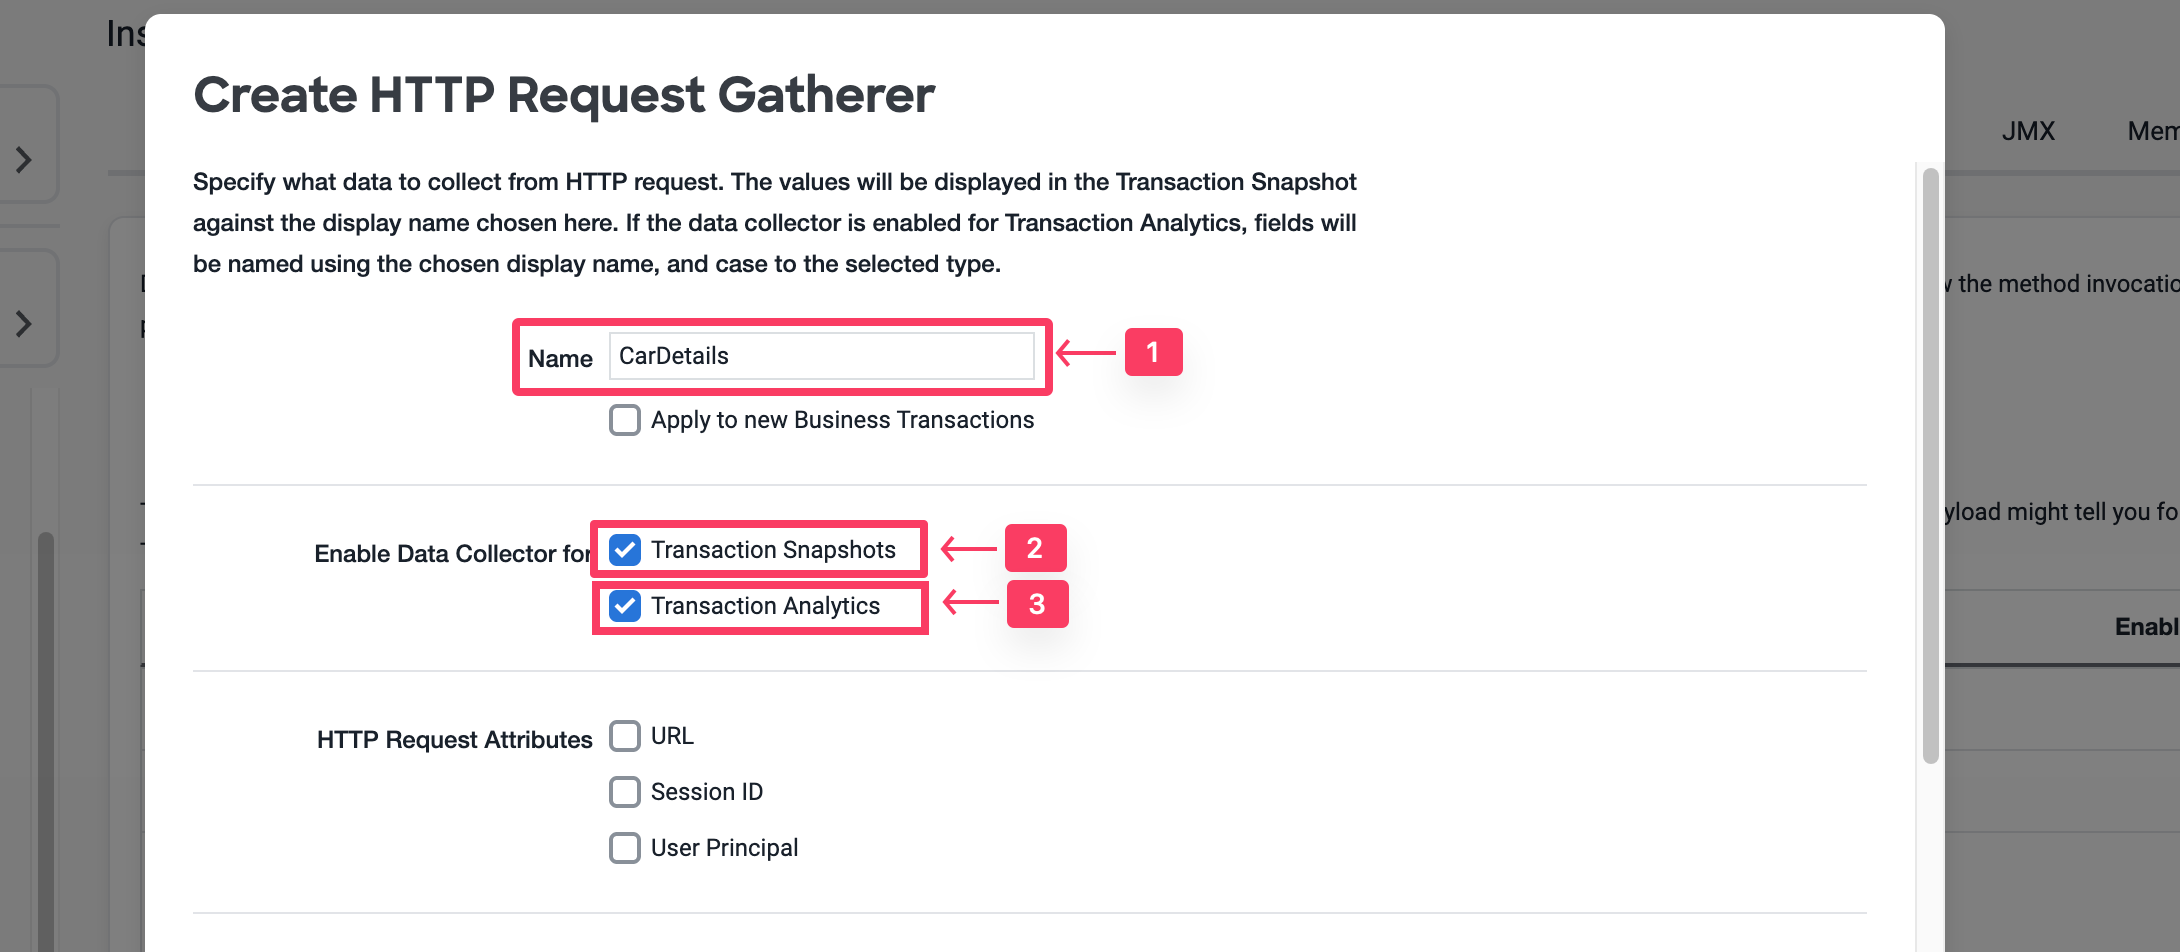 Create HTTP Request Gatherer
JMX
Specify what data to collect from HTTP request. The values will be displayed in the Transaction Snapshot
against the display name chosen here. If the data collector is enabled for Transaction Analytics, fields will
be named using the chosen display name, and case to the selected type.
the method invocatio
Name CarDetails
1
Apply to new Business Transactions
yload might tell you fo
Enable Data Collector for
Transaction Snapshots
2
Transaction Analytics
3
Enabl
HTTP Request Attributes
URL
Session ID
User Principal